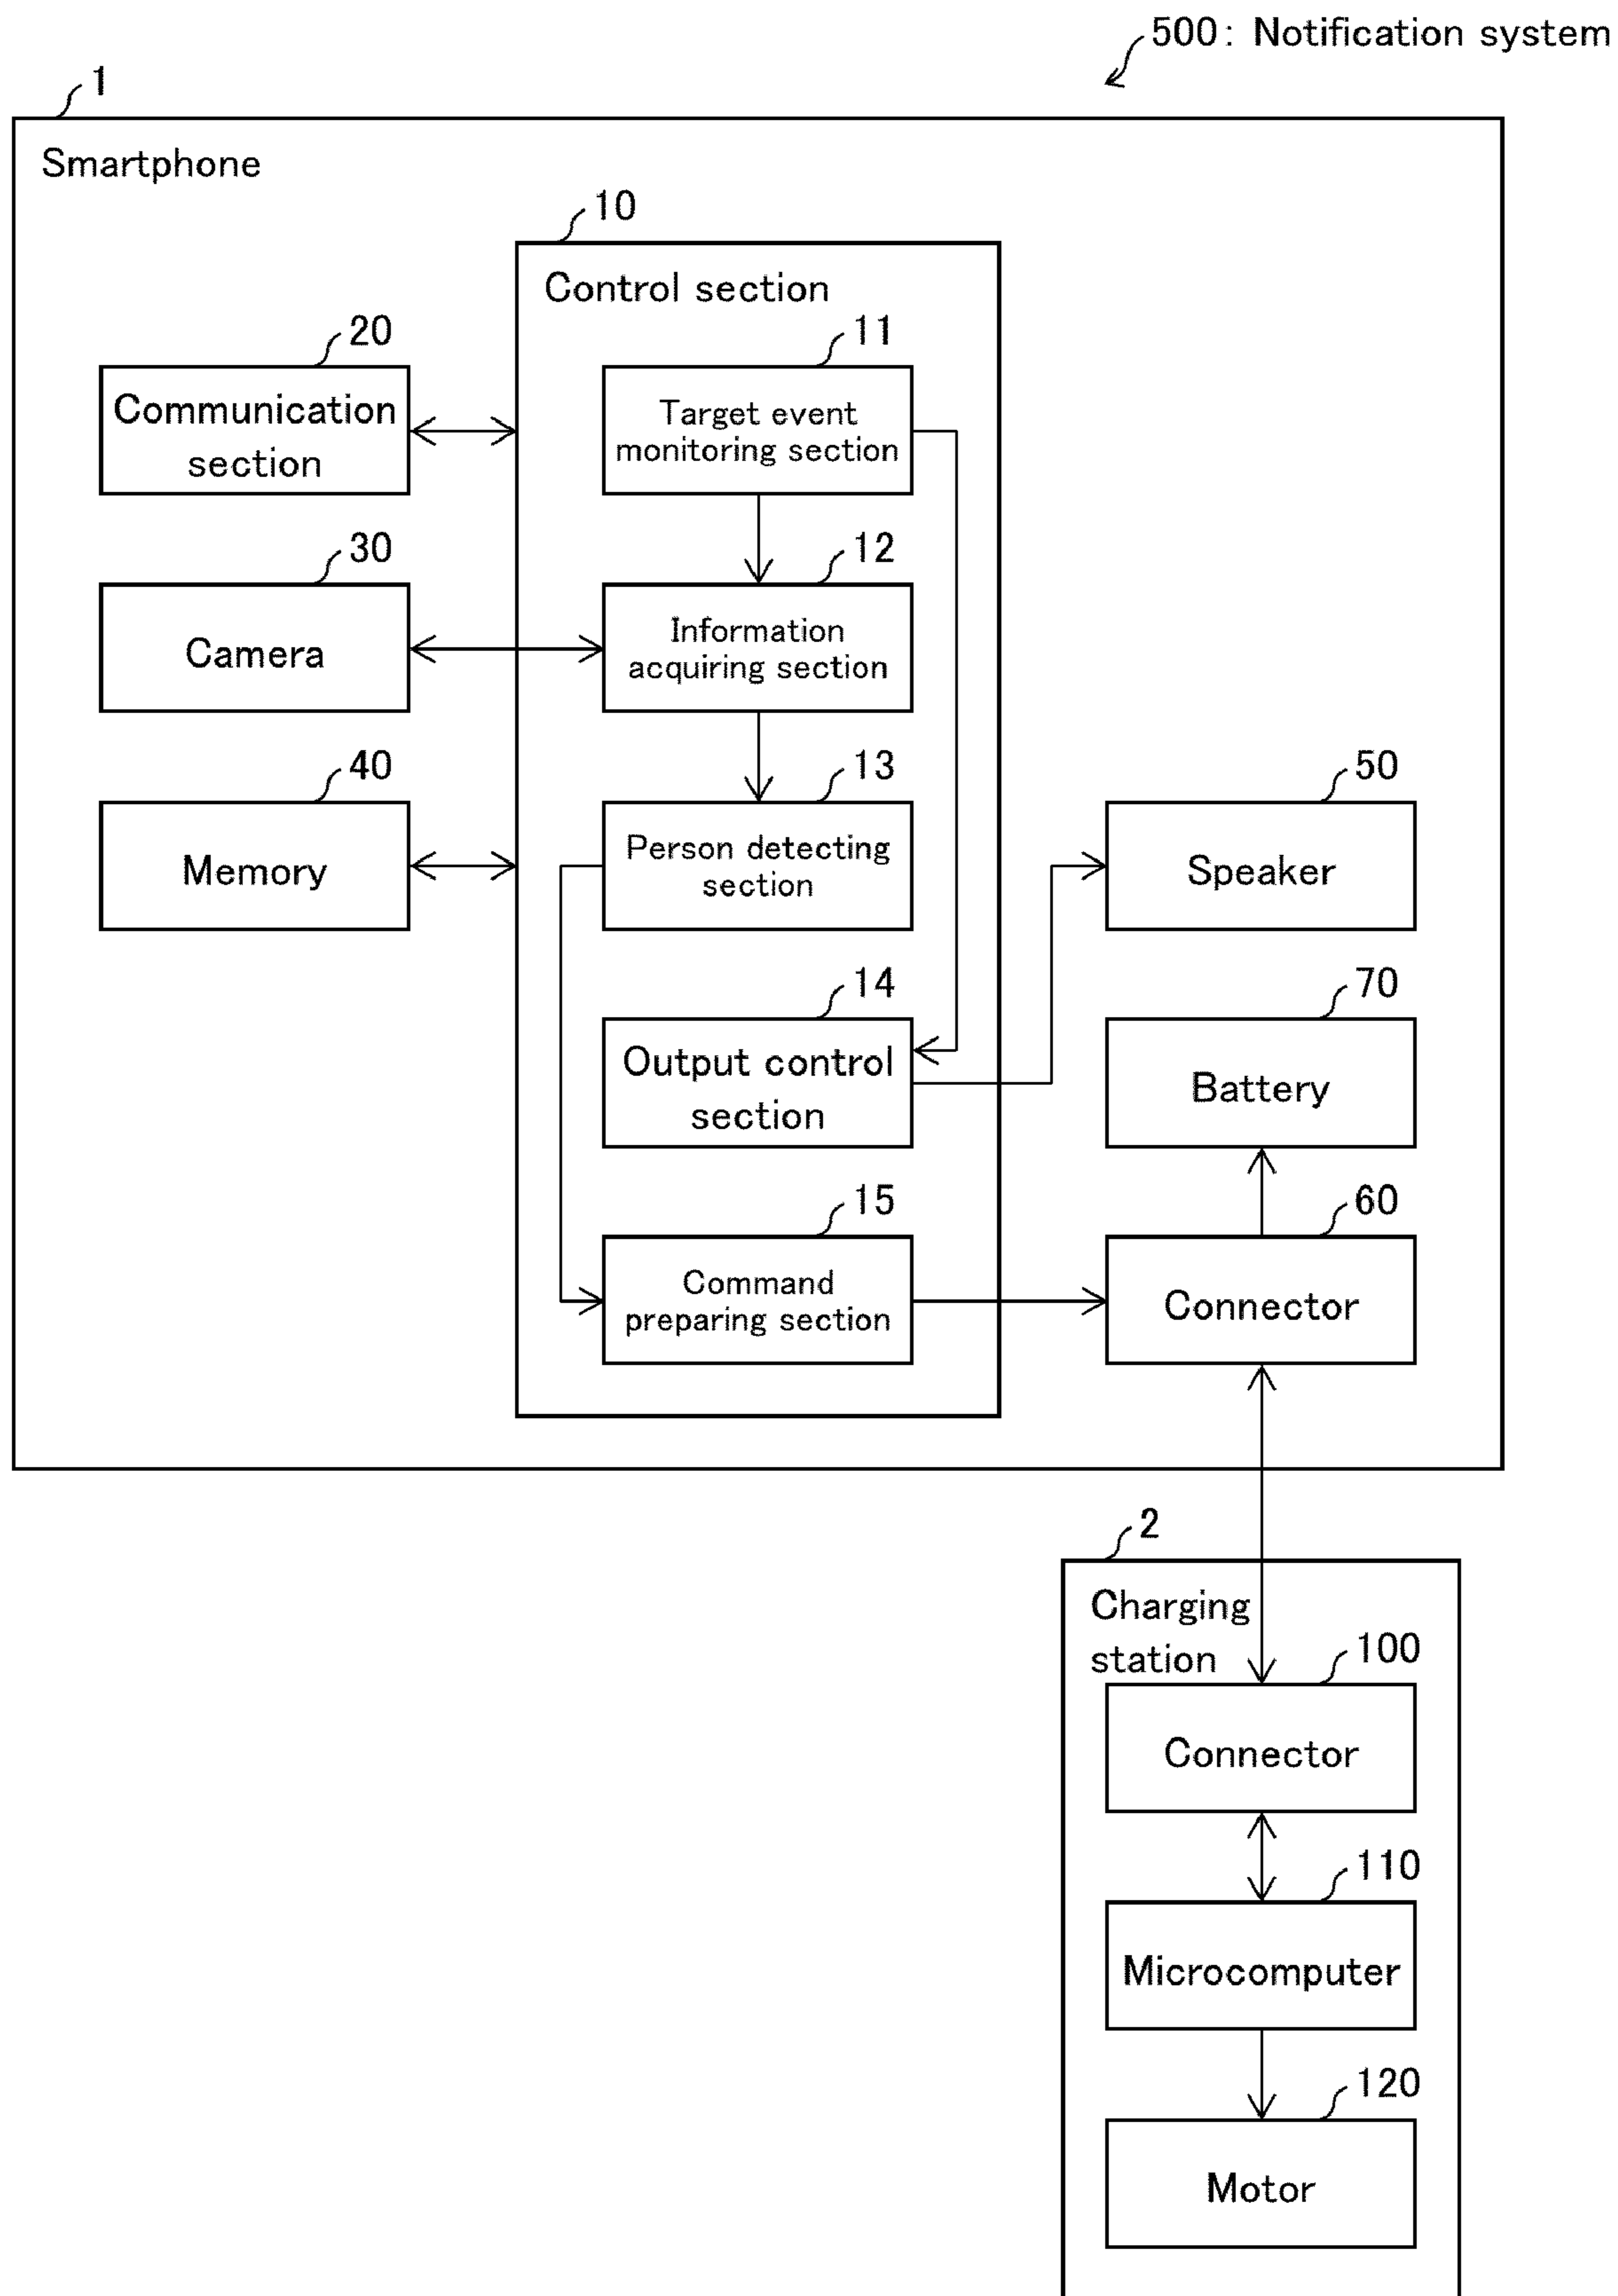 500: Notification system
1
Smartphone
10
Control section
20
11
Communication
section
Target event
monitoring section
30
12
Camera
Information
acquiring section
40
13
50
Memory
Person detecting
section
Speaker
14
70
Output control
section
Battery
15
60
Command
preparing section
Connector
2
Charging
station
100
Connector
110
Microcomputer
120
Motor